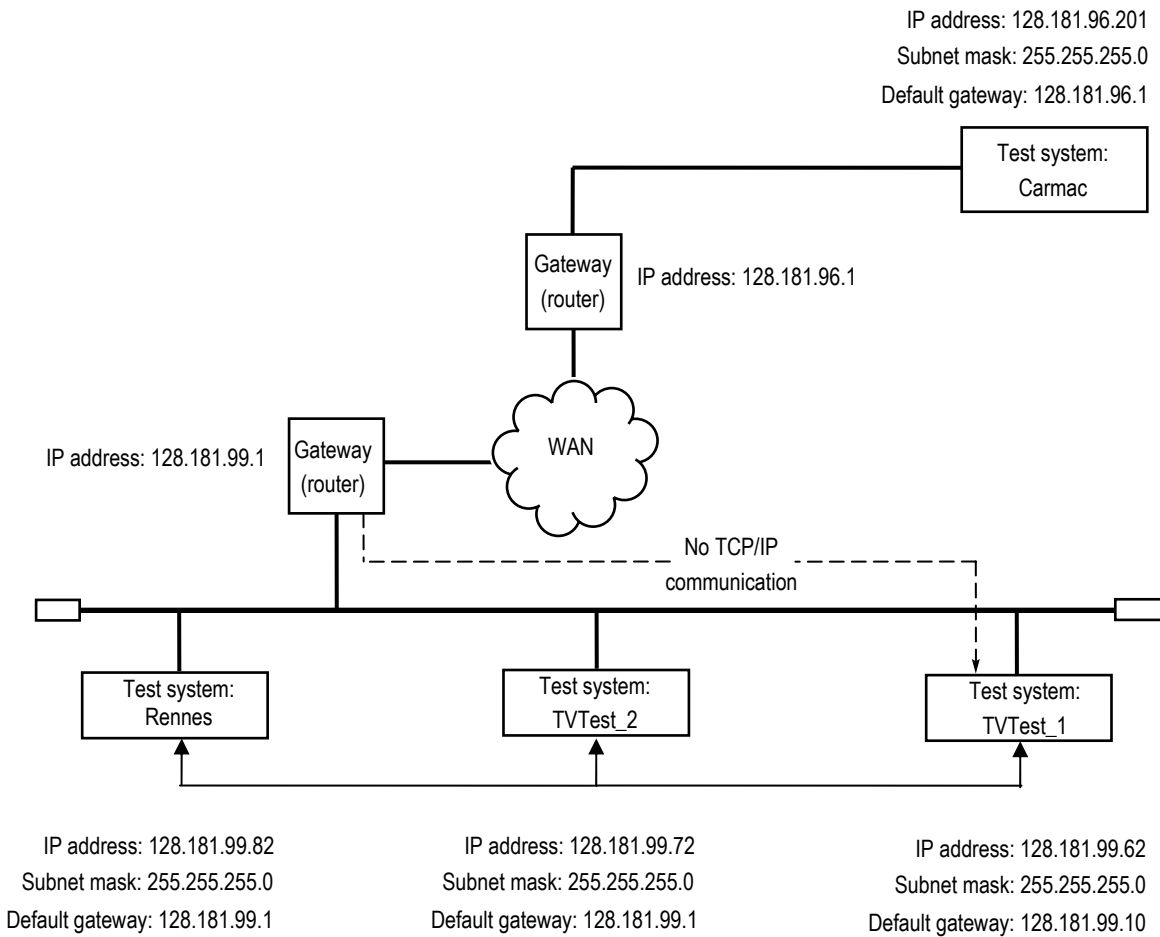 IP address: 128.181.96.201
Subnet mask: 255.255.255.0
Default gateway: 128.181.96.1
Test system:
Carmac
Gateway
(router)
IP address: 128.181.96.1
WAN
IP address: 128.181.99.1
Gateway
(router)
No TCP/IP
communication
Test system:
Rennes
Test system:
TVTest_2
Test system:
TVTest_1
IP address: 128.181.99.82
Subnet mask: 255.255.255.0
Default gateway: 128.181.99.1
IP address: 128.181.99.72
Subnet mask: 255.255.255.0
Default gateway: 128.181.99.1
IP address: 128.181.99.62
Subnet mask: 255.255.255.0
Default gateway: 128.181.99.10